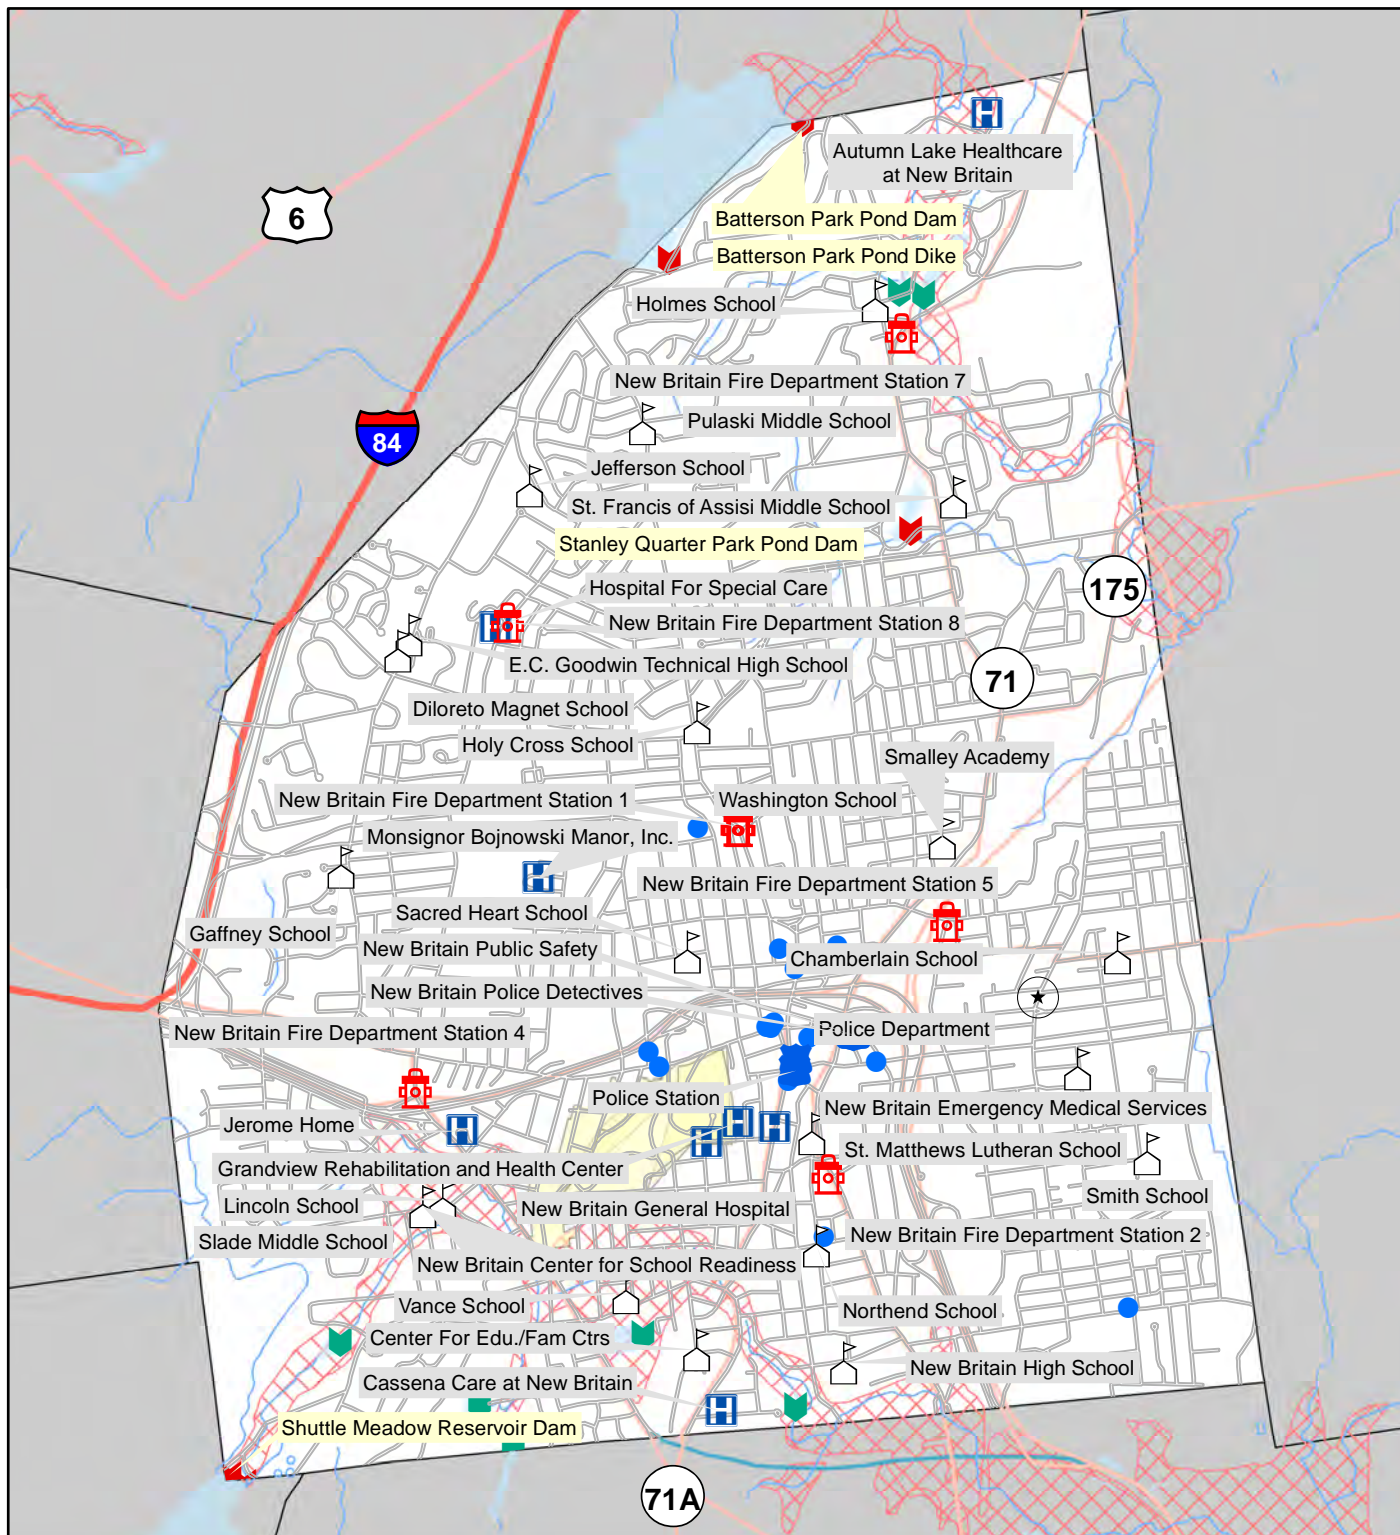 Autumn Lake Healthcare
at New Britain
6
Batterson Park Pond Dam
Batterson Park Pond Dike
Holmes School
New Britain Fire Department Station 7
Pulaski Middle School
84
Jefferson School
St. Francis of Assisi Middle School
Stanley Quarter Park Pond Dam
175
Hospital For Special Care
New Britain Fire Department Station 8
E.C. Goodwin Technical High School
71
Diloreto Magnet School
Holy Cross School
Smalley Academy
New Britain Fire Department Station 1
Washington School
Monsignor Bojnowski Manor, Inc.
New Britain Fire Department Station 5
Sacred Heart School
Gaffney School
New Britain Public Safety
Chamberlain School
New Britain Police Detectives
New Britain Fire Department Station 4
Police Department
Police Station
New Britain Emergency Medical Services
Jerome Home
St. Matthews Lutheran School
Grandview Rehabilitation and Health Center
Smith School
Lincoln School
New Britain General Hospital
Slade Middle School
New Britain Fire Department Station 2
New Britain Center for School Readiness
Vance School
Northend School
Center For Edu./Fam Ctrs
New Britain High School
Cassena Care at New Britain
Shuttle Meadow Reservoir Dam
71A
H
H
H
H
H
H
H
H